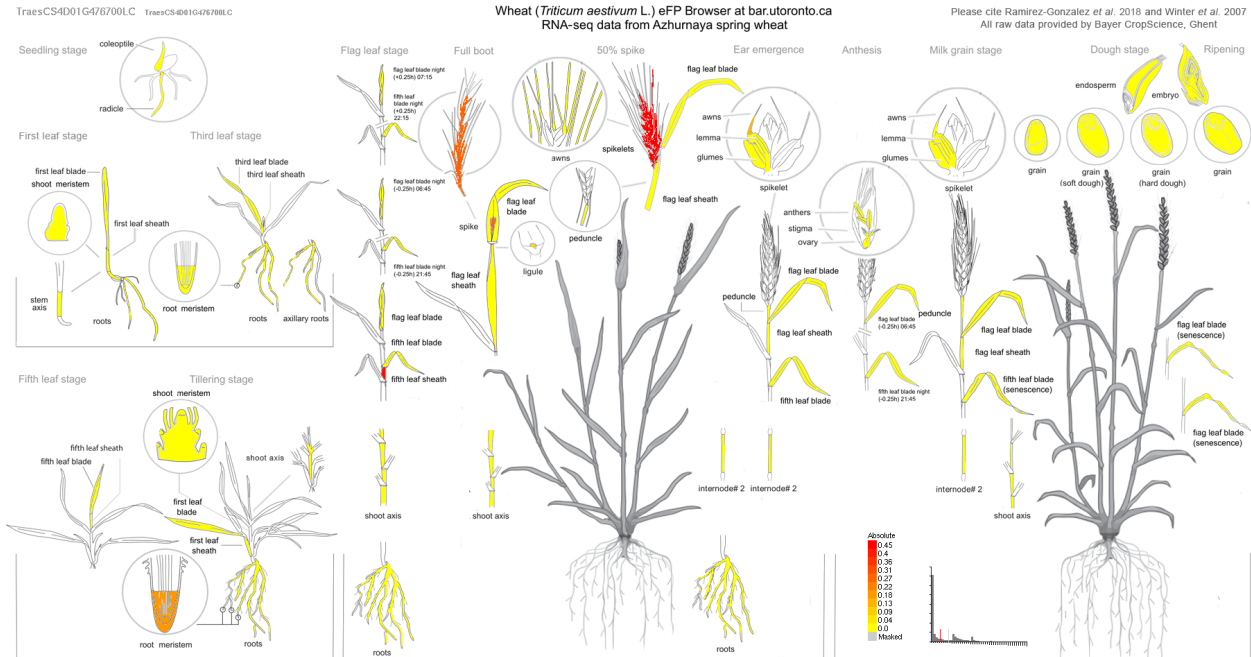 TraesCS4D01G476700LC TraesCS4D01G476700LC
Wheat (Triticum aestivum L.) eFP Browser at bar.utoronto.ca
RNA-seq data from Azhurnaya spring wheat
Please cite Ramirez-Gonzalez et al. 2018 and Winter et al. 2007
All raw data provided by Bayer CropScience, Ghent
Seedling stage
coleoptile
radicle
First leaf stage
first leaf blade
shoot meristem
first leaf sheath
stem
axis
roots
Third leaf stage
third leaf blade
third leaf sheath
root meristem
roots
axillary roots
Fifth leaf stage
fifth leaf sheath
fifth leaf blade
Tillering stage
shoot meristem
shoot axis
first leaf
blade
first leaf
sheath
root meristem
roots
Flag leaf stage
flag leaf blade night
(+0.25h) 07:15
fifth leaf
blade night
(+0.25h)
22:15
flag leaf blade night
(-0.25h) 06:45
fifth leaf blade night
(-0.25h) 21:45
flag leaf blade
fifth leaf blade
fifth leaf sheath
shoot axis
roots
Full boot
spike
flag leaf
blade
ligule
flag leaf
sheath
shoot axis
50% spike
awns
spikelets
flag leaf blade
flag leaf sheath
peduncle
Ear emergence
awns
lemma
glumes
spikelet
flag leaf blade
peduncle
flag leaf sheath
fifth leaf blade
internode# 2
internode# 2
roots
Anthesis
anthers
stigma
ovary
flag leaf blade
(-0.25h) 06:45
fifth leaf blade night
(-0.25h) 21:45
Milk grain stage
awns
lemma
glumes
spikelet
peduncle
flag leaf blade
flag leaf sheath
fifth leaf blade
(senescence)
internode# 2
shoot axis
grain
Dough stage
endosperm
embryo
grain
(soft dough)
grain
(hard dough)
Ripening
grain
flag leaf blade
(senescence)
flag leaf blade
(senescence)
Absolute
0.45
0.4
0.36
0.31
0.27
0.22
0.18
0.13
0.09
0.04
0.0
Masked